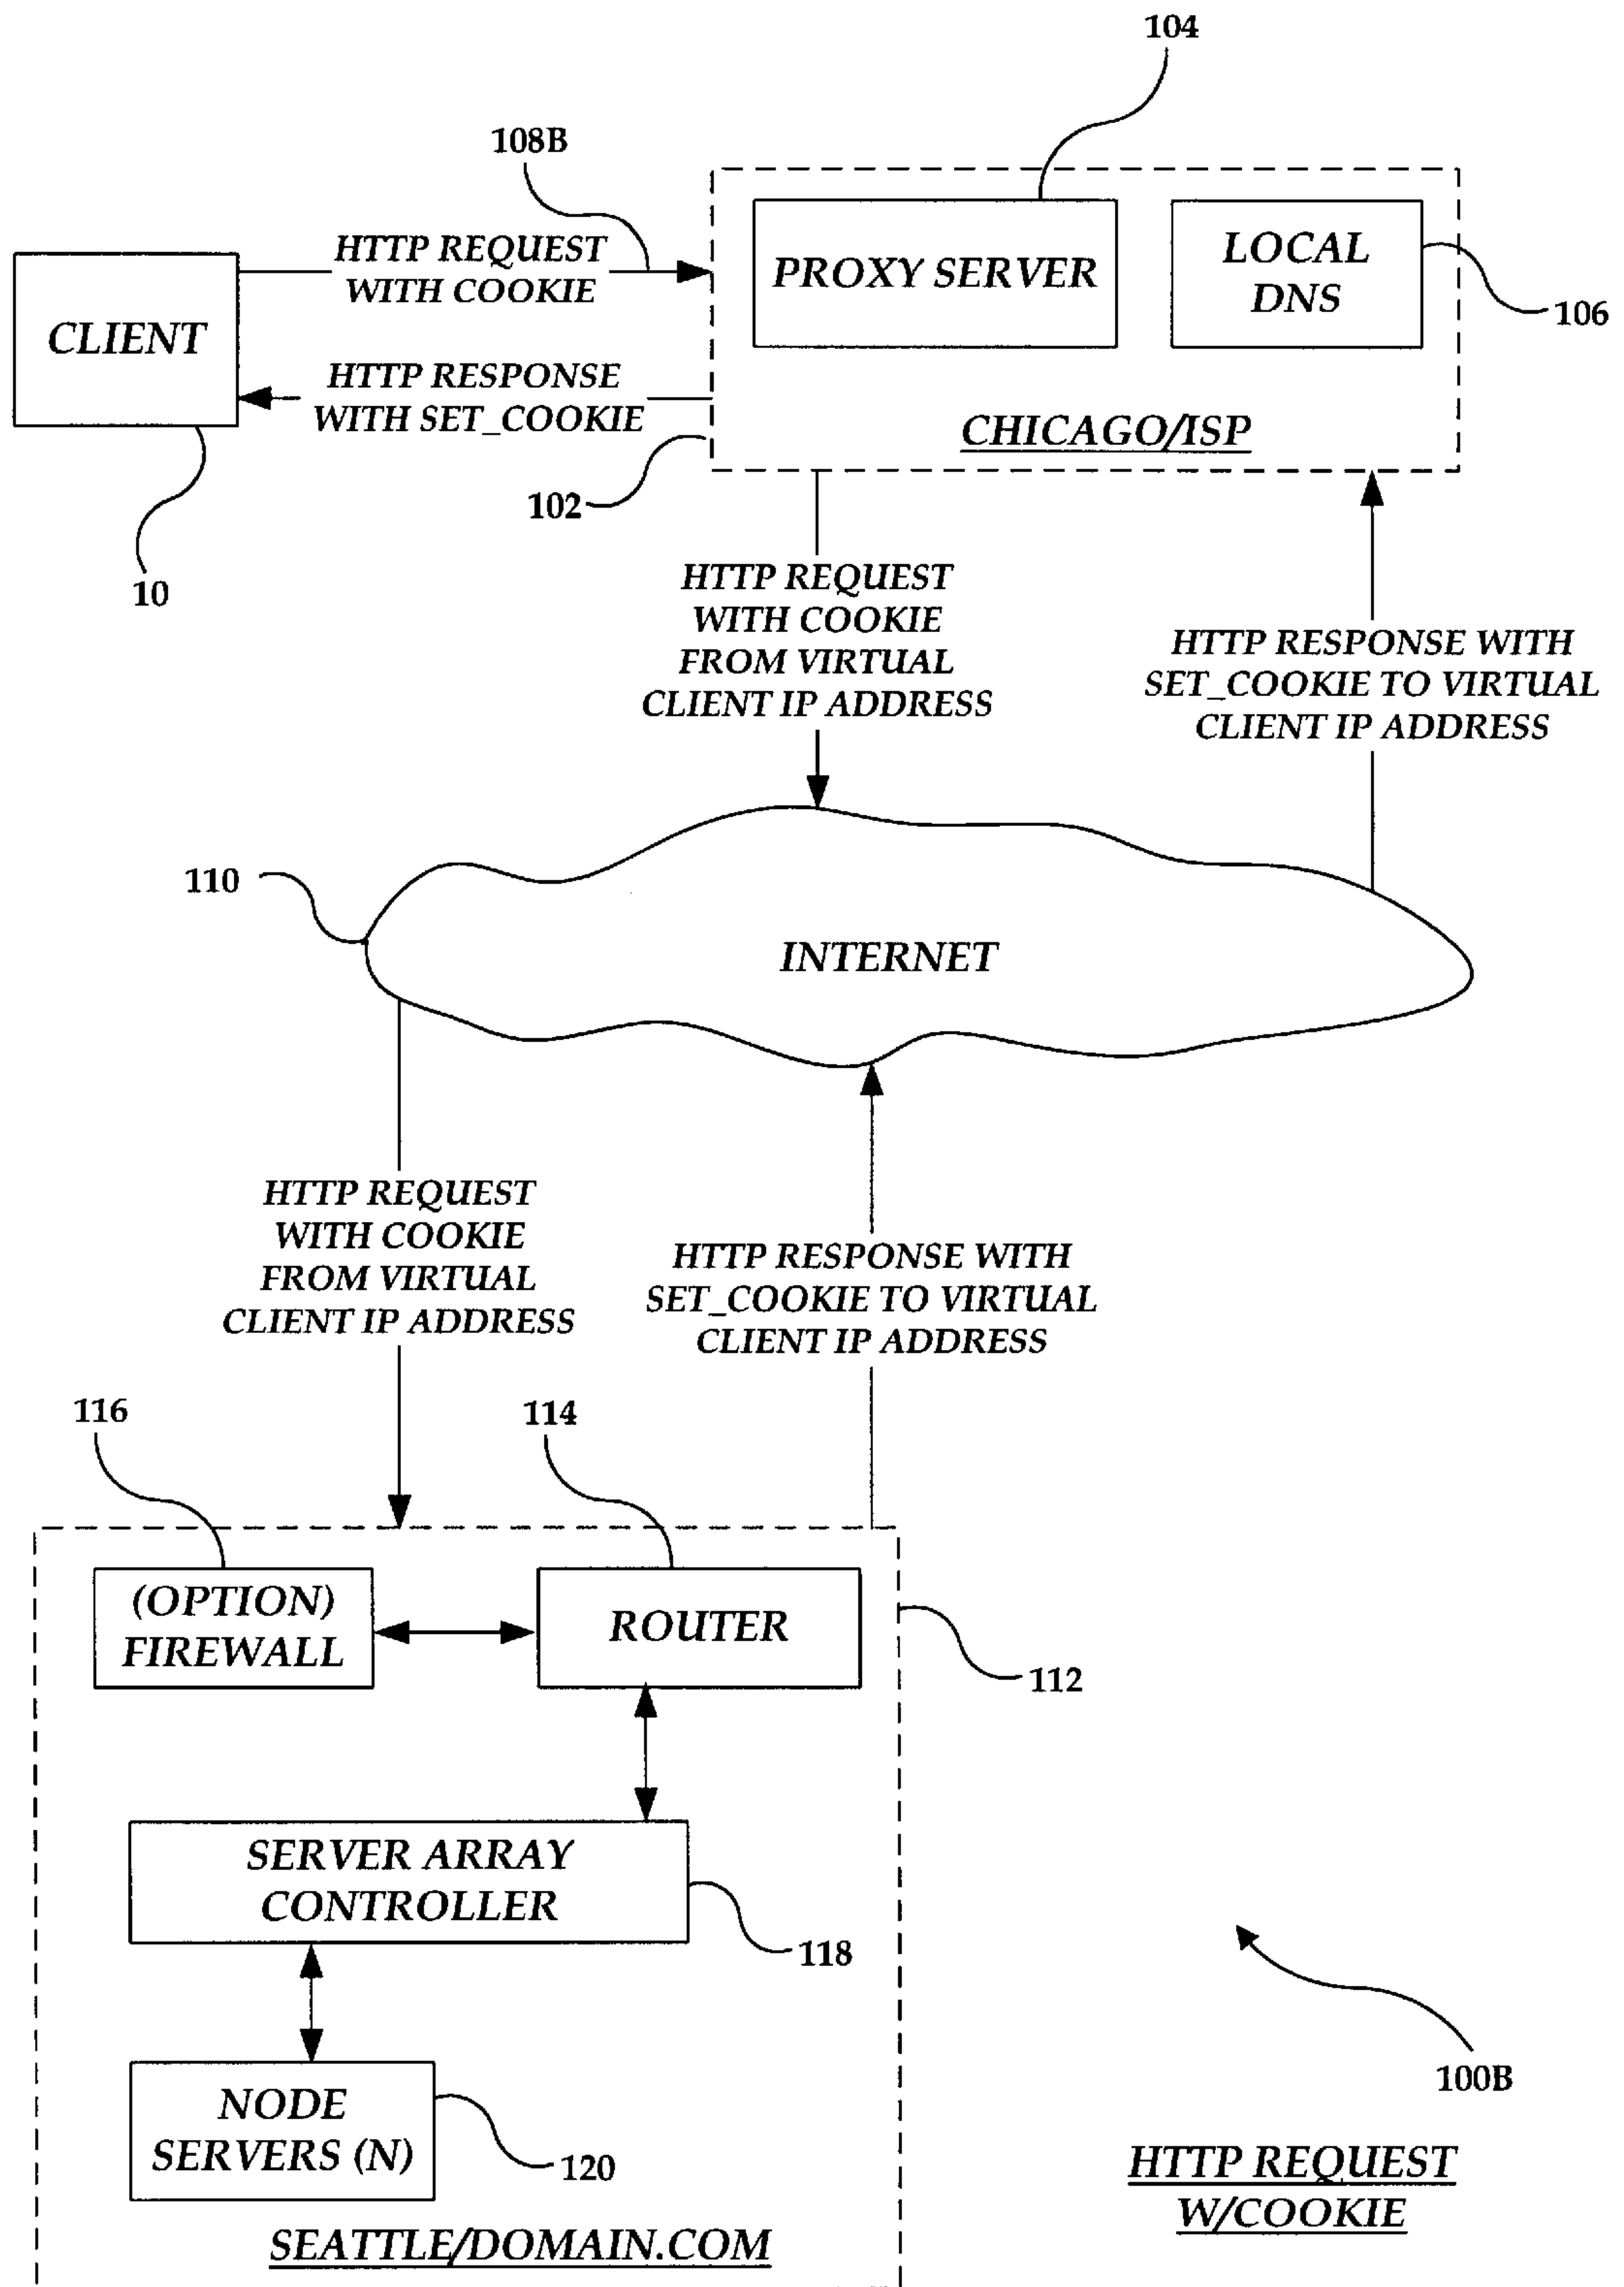 104
108B
HTTP REQUEST
WITH COOKIE
CLIENT
HTTP RESPONSE
WITH SET_COOKIE
PROXY SERVER
LOCAL
DNS
106
CHICAGO/ISP
102
10
HTTP REQUEST
WITH COOKIE
FROM VIRTUAL
CLIENT IP ADDRESS
HTTP RESPONSE WITH
SET_COOKIE TO VIRTUAL
CLIENT IP ADDRESS
110
INTERNET
HTTP REQUEST
WITH COOKIE
FROM VIRTUAL
CLIENT IP ADDRESS
HTTP RESPONSE WITH
SET_COOKIE TO VIRTUAL
CLIENT IP ADDRESS
116
114
(OPTION)
FIREWALL
ROUTER
112
SERVER ARRAY
CONTROLLER
118
NODE
SERVERS (N)
120
SEATTLE/DOMAIN.COM
100B
HTTP REQUEST
W/COOKIE